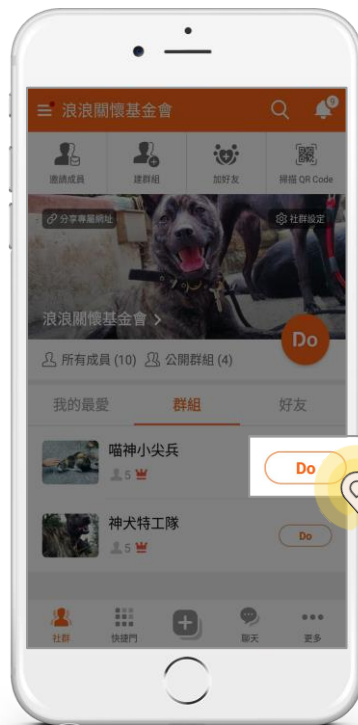 浪浪關懷基金會
9
邀請成員
建群組
加好友
掃描 QR Code
分享專屬網址
社群設定
浪浪關懷基金會 >
Do
所有成員 (10) 公開群組 (4)
我的最愛
群組
好友
喵神小尖兵
5
Do
神犬特工隊
5
Do
社群
快捷門
聊天
更多